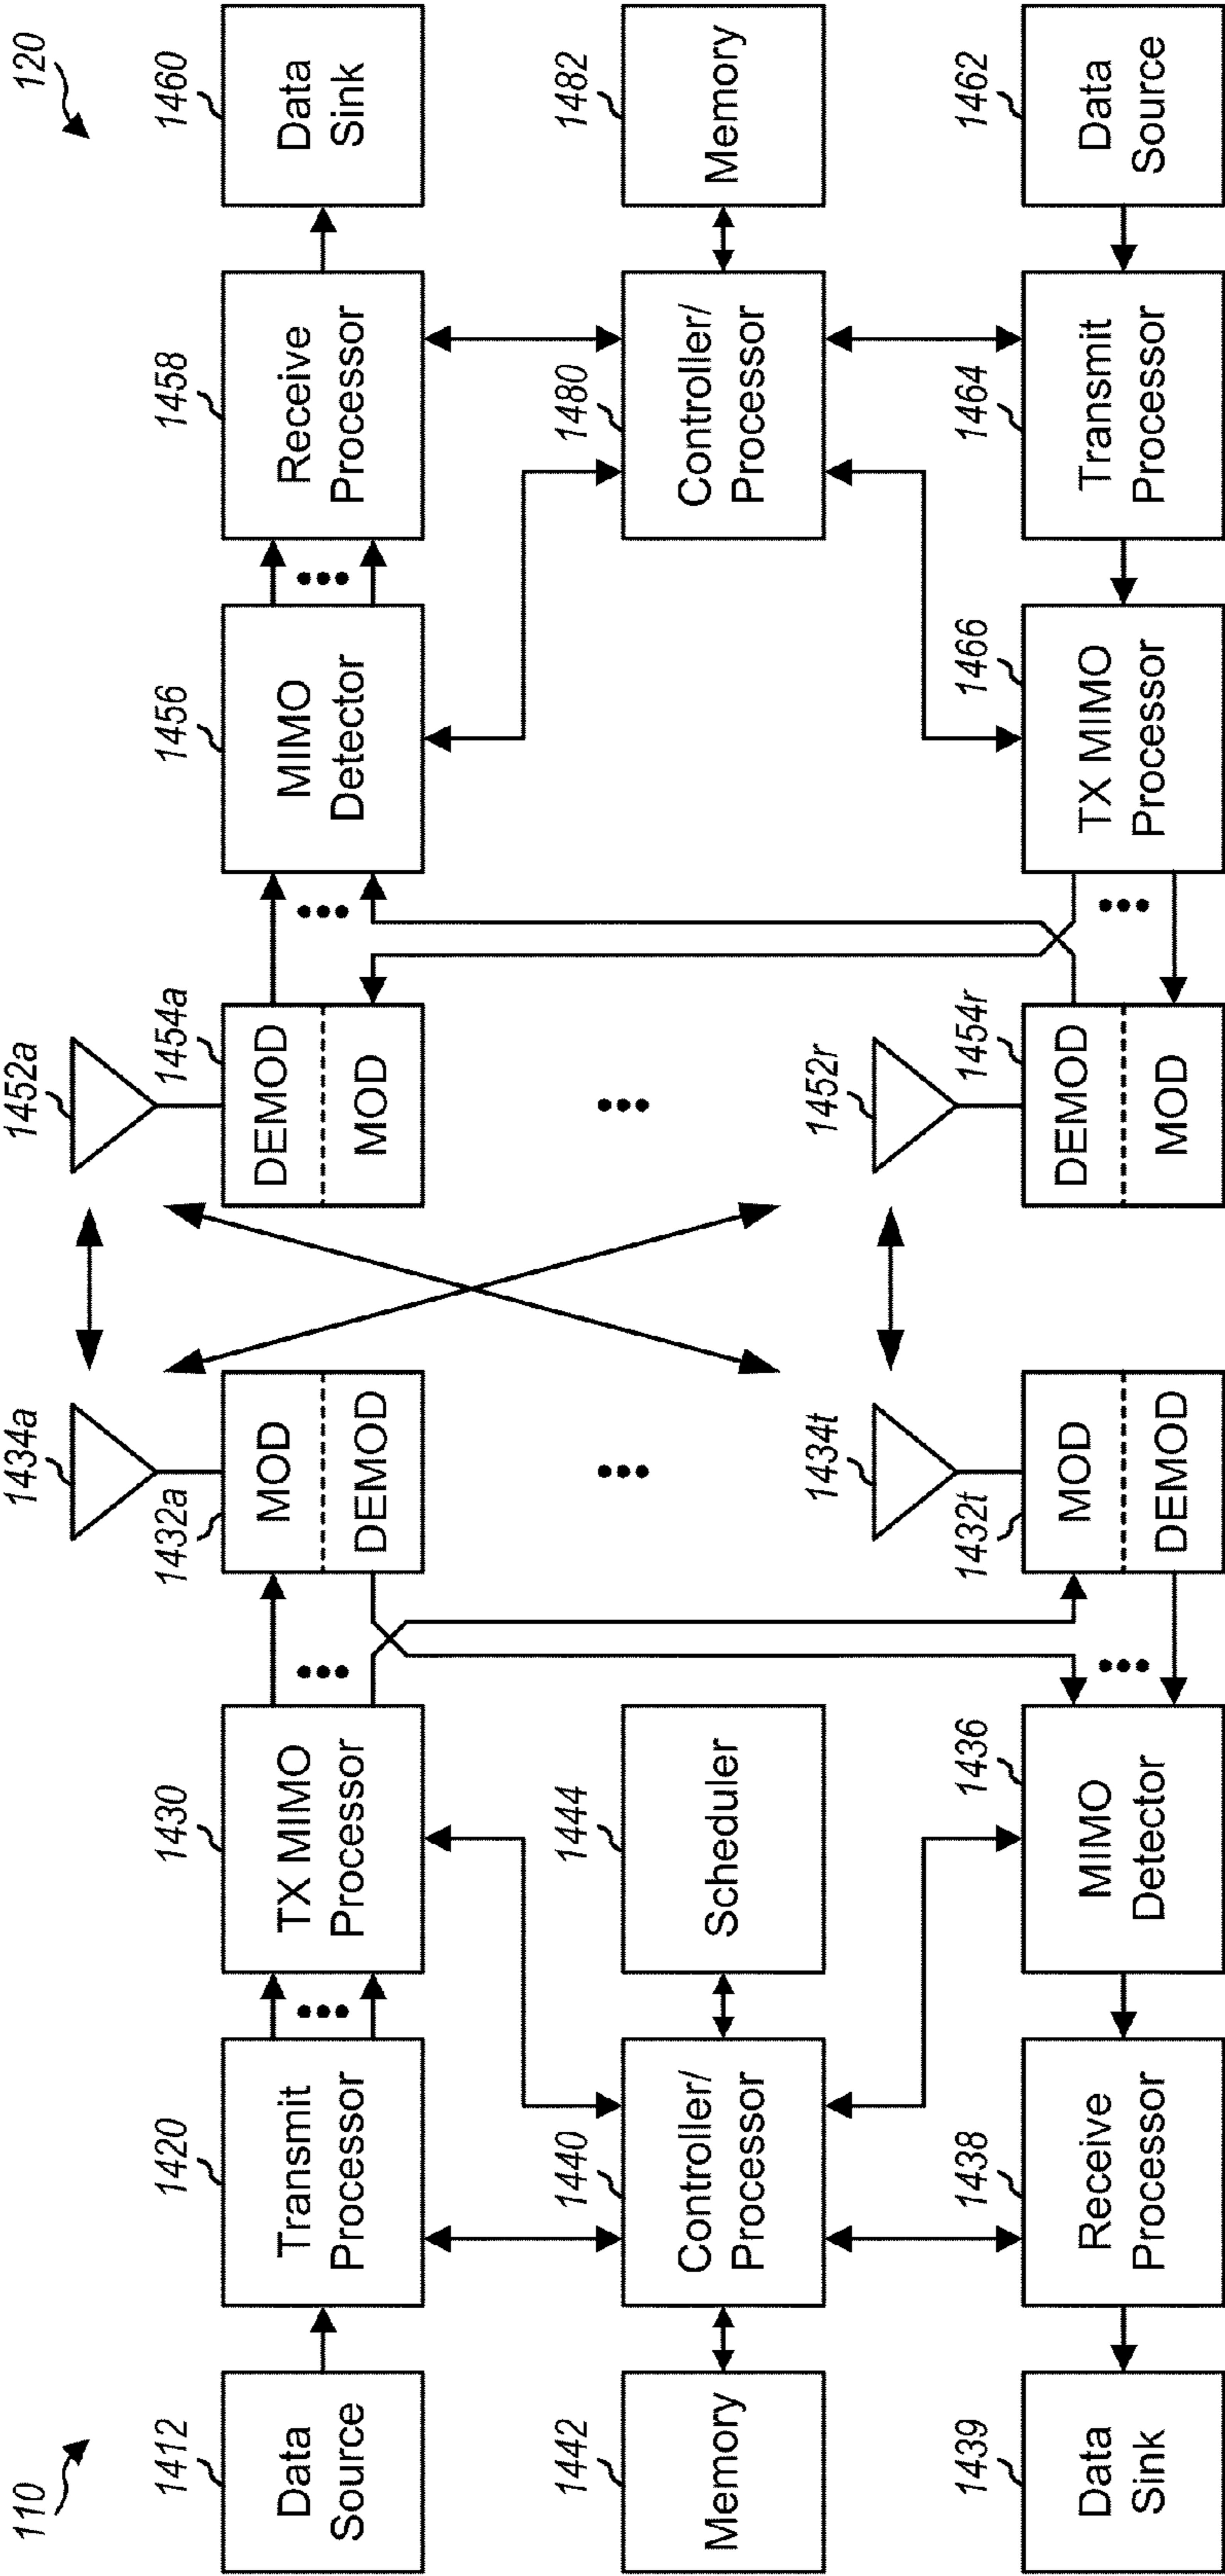 110
120
1412
Data
Source
1420
Transmit
Processor
1430
TX MIMO
Processor
1432a
MOD
DEMOD
1434a
1452a
1454a
DEMOD
MOD
1456
MIMO
Detector
1458
Receive
Processor
1460
Data
Sink
1442
Memory
1440
Controller/
Processor
1444
Scheduler
1480
Controller/
Processor
1482
Memory
1439
Data
Sink
1438
Receive
Processor
1436
MIMO
Detector
1432t
MOD
DEMOD
1434t
1452r
1454r
DEMOD
MOD
1466
TX MIMO
Processor
1464
Transmit
Processor
1462
Data
Source